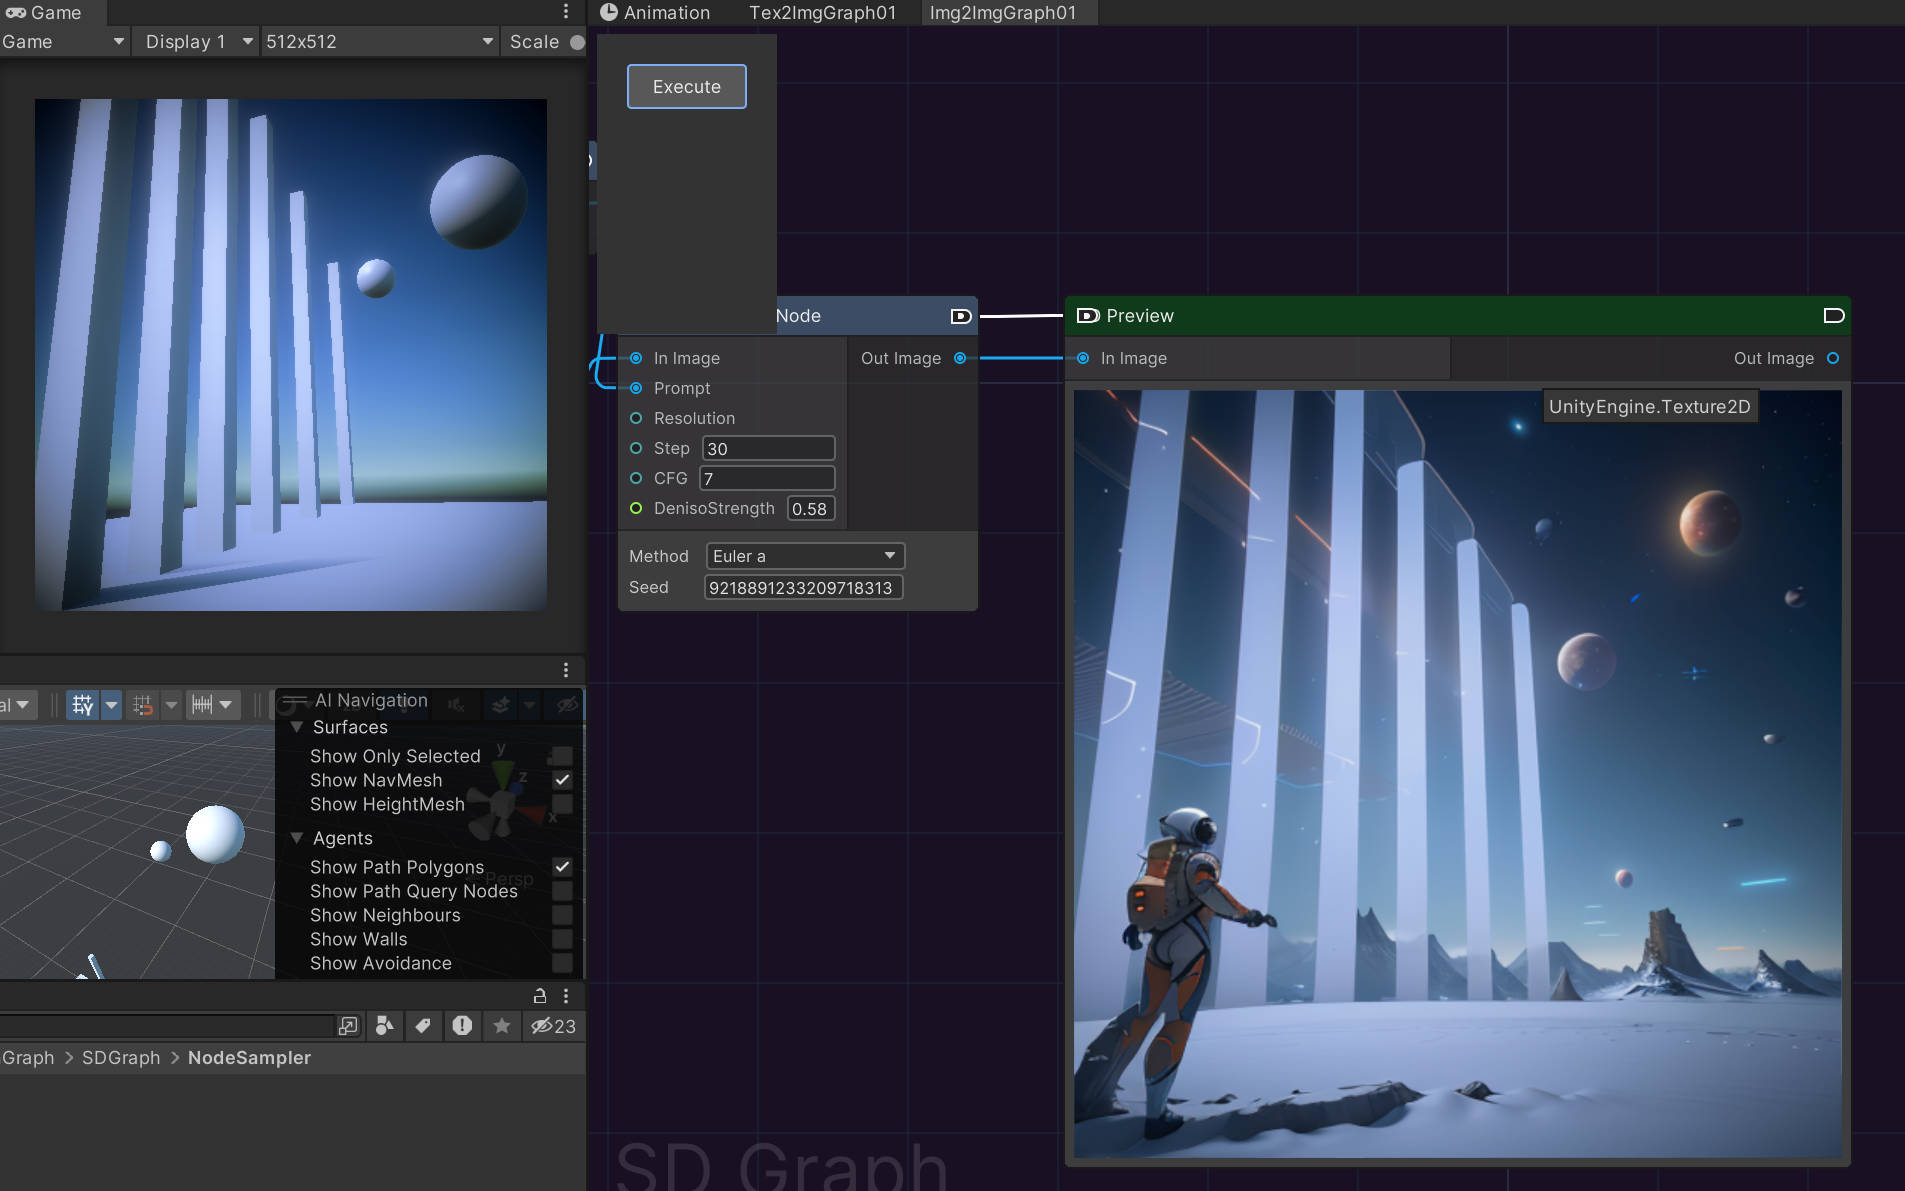 Game
Game
Display 1
512x512
Scale
Animation
Tex2ImgGraph01
Img2ImgGraph01
Execute
Node
In Image
Out Image
Prompt
Resolution
Step 30
CFG 7
DenisoStrength 0.58
Method Euler a
Seed 9218891233209718313
Preview
In Image
Out Image
UnityEngine.Texture2D
al
AI Navigation
Surfaces
Show Only Selected
Show NavMesh
Show HeightMesh
Agents
Show Path Polygons
Show Path Query Nodes
Show Neighbours
Show Walls
Show Avoidance
y
z
x
Persp
23
Graph > SDGraph > NodeSampler
SD Graph